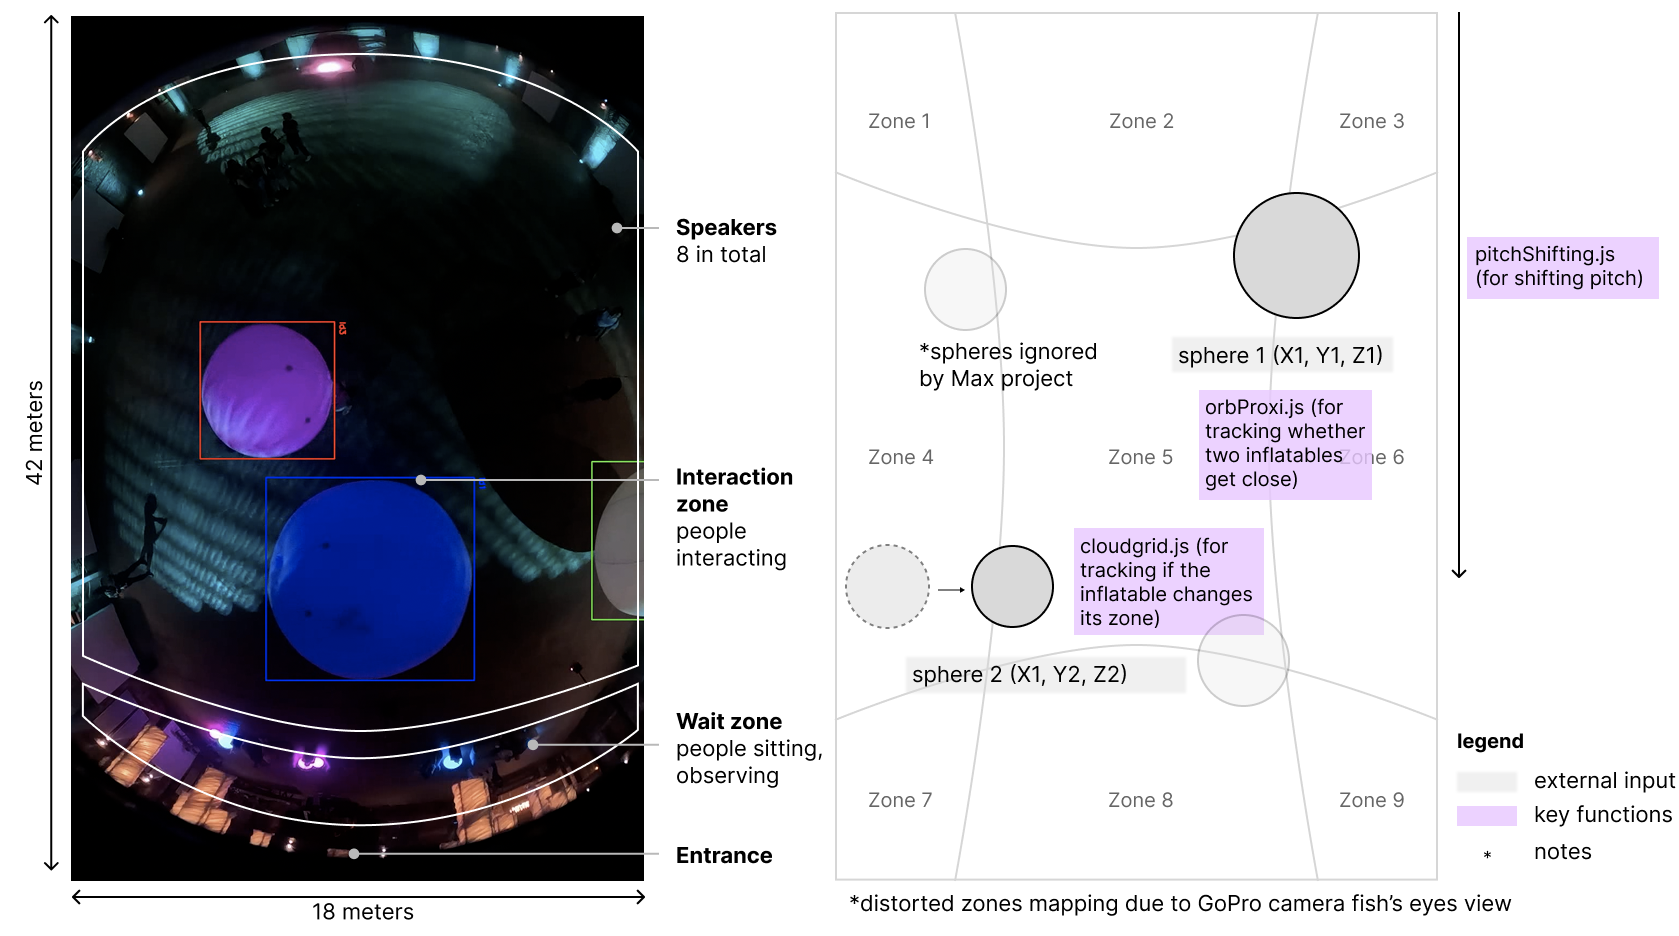 42 meters
18 meters
id3
Speakers
8 in total
Interaction
zone
people
interacting
Wait zone
people sitting,
observing
Entrance
Zone 1
Zone 2
Zone 3
*spheres ignored
by Max project
sphere 1 (X1, Y1, Z1)
orbProxi.js (for
tracking whether
two inflatables
get close)
Zone 4
Zone 5
Zone 6
cloudgrid.js (for
tracking if the
inflatable changes
its zone)
sphere 2 (X1, Y2, Z2)
Zone 7
Zone 8
Zone 9
*distorted zones mapping due to GoPro camera fish’s eyes view
pitchShifting.js
(for shifting pitch)
legend
external input
key functions
* notes